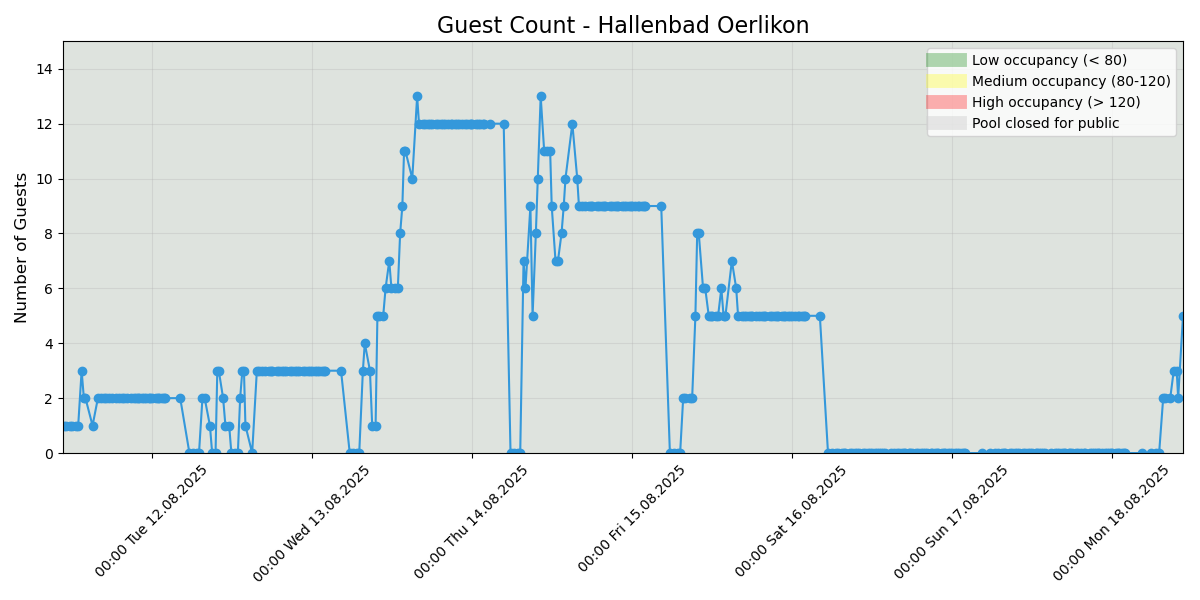 Guest Count - Hallenbad Oerlikon
Low occupancy (< 80)
Medium occupancy (80-120)
High occupancy (> 120)
Pool closed for public
Number of Guests
14
12
10
8
6
4
2
0
00:00 Tue 12.08.2025
00:00 Wed 13.08.2025
00:00 Thu 14.08.2025
00:00 Fri 15.08.2025
00:00 Sat 16.08.2025
00:00 Sun 17.08.2025
00:00 Mon 18.08.2025